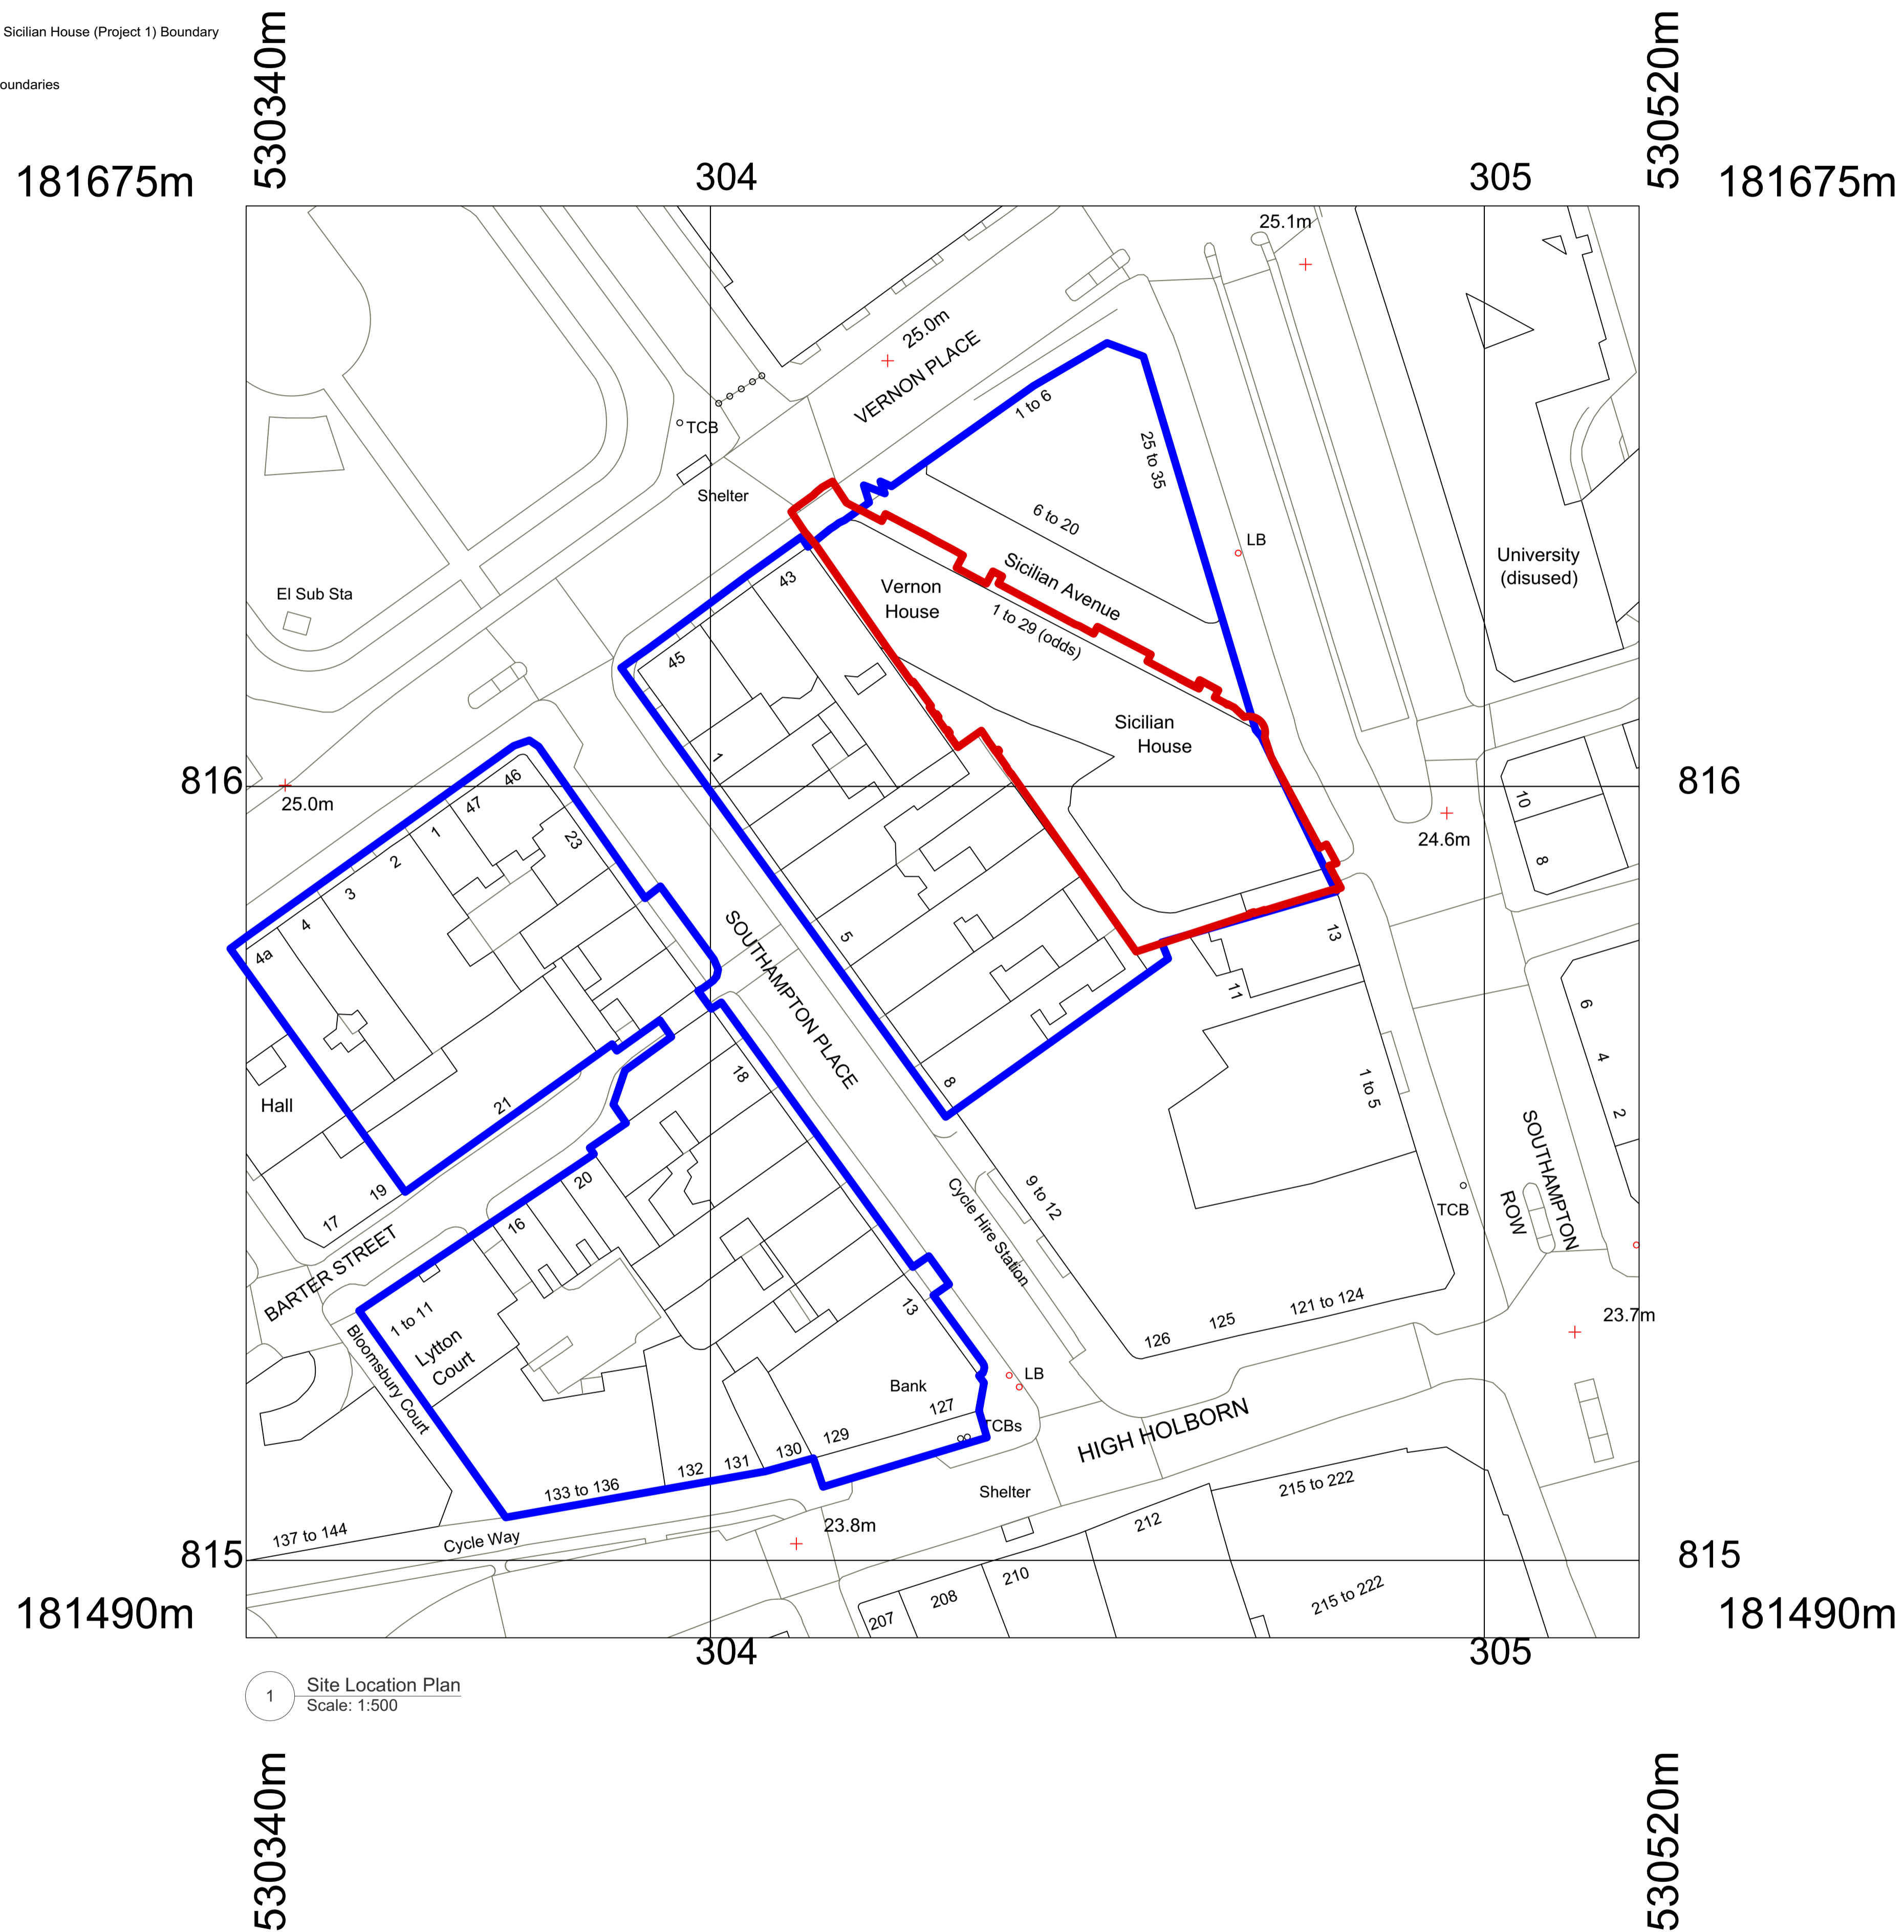 Sicilian House (Project 1) Boundary
oundaries
530340m
530520m
181675m
304
305
181675m
25.1m
25.0m
VERNON PLACE
TCB
Shelter
1 to 6
25 to 35
6 to 20
LB
University
(disused)
Sicilian Avenue
Vernon
House
1 to 29 (odds)
43
45
El Sub Sta
Sicilian
House
1
816
816
25.0m
24.6m
10
8
46
47
1
2
3
4
4a
23
5
13
11
SOUTHAMPTON PLACE
6
4
2
Hall
21
18
8
1 to 5
19
17
20
16
BARTER STREET
Cycle Hire Station
9 to 12
TCB
SOUTHAMPTON
ROW
1 to 11
Lytton
Court
Bloomsbury Court
13
126
125
121 to 124
23.7m
Bank
LB
127
TCBs
129
130
131
132
133 to 136
HIGH HOLBORN
Shelter
215 to 222
137 to 144
Cycle Way
23.8m
212
815
815
210
208
207
215 to 222
181490m
181490m
304
305
1
Site Location Plan
Scale: 1:500
530340m
530520m